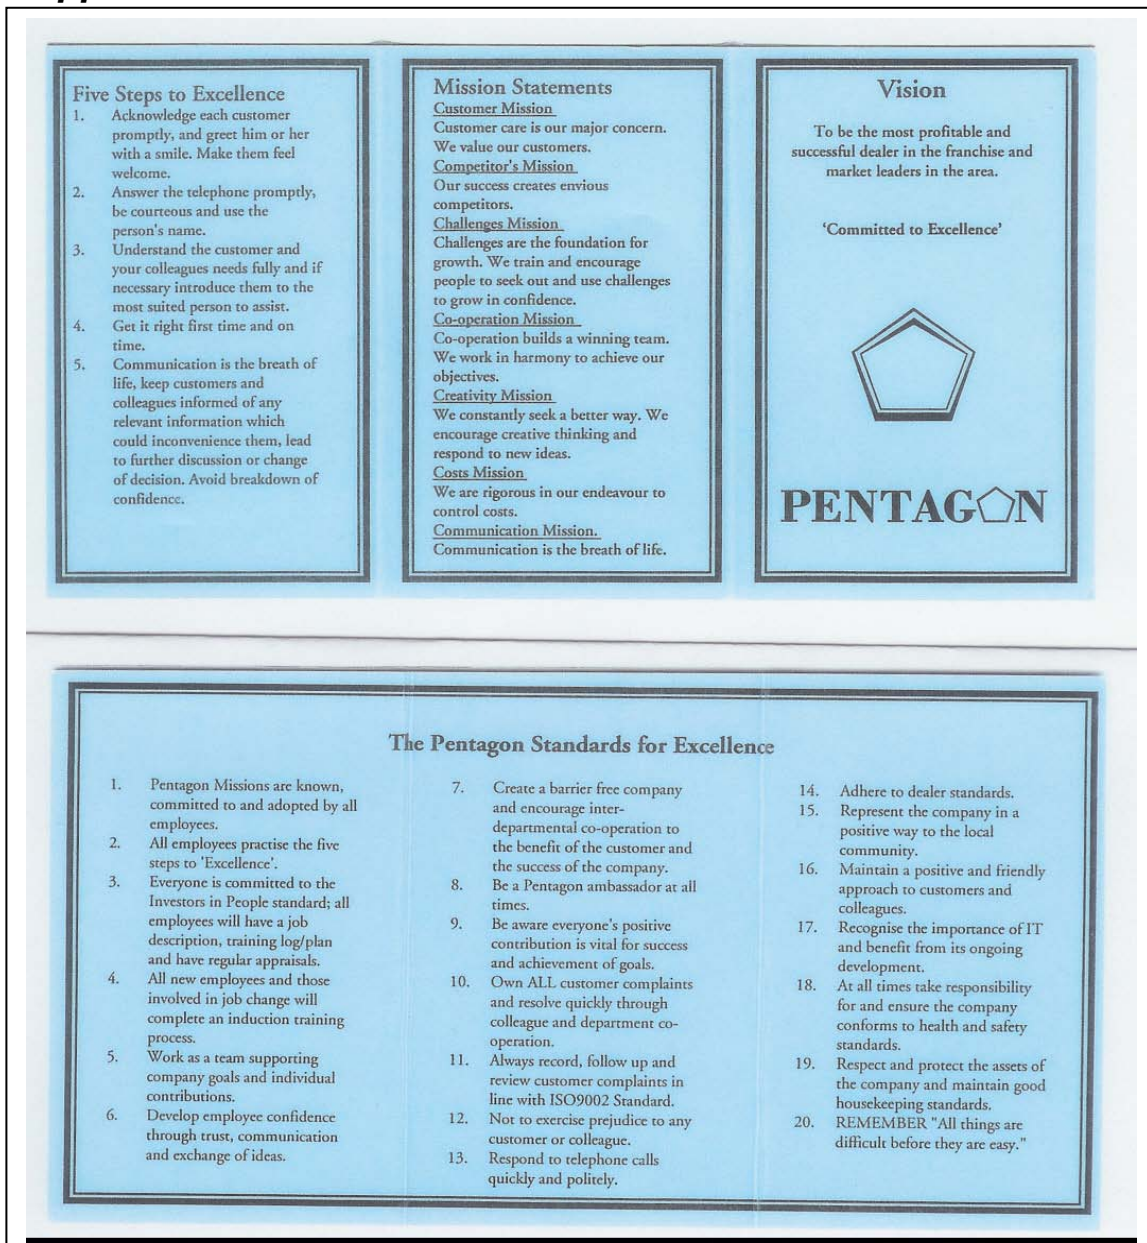 Five Steps to Excellence
1. Acknowledge each customer
promptly, and greet him or her
with a smile. Make them feel
welcome.
2. Answer the telephone promptly,
be courteous and use the
person's name.
3. Understand the customer and
your colleagues needs fully and if
necessary introduce them to the
most suited person to assist.
4. Get it right first time and on
time.
5. Communication is the breath of
life, keep customers and
colleagues informed of any
relevant information which
could inconvenience them, lead
to further discussion or change
of decision. Avoid breakdown of
confidence.
Mission Statements
Customer Mission
Customer care is our major concern.
We value our customers.
Competitor's Mission
Our success creates envious
competitors.
Challenges Mission
Challenges are the foundation for
growth. We train and encourage
people to seek out and use challenges
to grow in confidence.
Co-operation Mission
Co-operation builds a winning team.
We work in harmony to achieve our
objectives.
Creativity Mission
We constantly seek a better way. We
encourage creative thinking and
respond to new ideas.
Costs Mission
We are rigorous in our endeavour to
control costs.
Communication Mission.
Communication is the breath of life.
Vision
To be the most profitable and
successful dealer in the franchise and
market leaders in the area.
'Committed to Excellence'
PENTAGON
The Pentagon Standards for Excellence
1. Pentagon Missions are known,
committed to and adopted by all
employees.
2. All employees practise the five
steps to 'Excellence'.
3. Everyone is committed to the
Investors in People standard; all
employees will have a job
description, training log/plan
and have regular appraisals.
4. All new employees and those
involved in job change will
complete an induction training
process.
5. Work as a team supporting
company goals and individual
contributions.
6. Develop employee confidence
through trust, communication
and exchange of ideas.
7. Create a barrier free company
and encourage inter-
departmental co-operation to
the benefit of the customer and
the success of the company.
8. Be a Pentagon ambassador at all
times.
9. Be aware everyone's positive
contribution is vital for success
and achievement of goals.
10. Own ALL customer complaints
and resolve quickly through
colleague and department co-
operation.
11. Always record, follow up and
review customer complaints in
line with ISO9002 Standard.
12. Not to exercise prejudice to any
customer or colleague.
13. Respond to telephone calls
quickly and politely.
14. Adhere to dealer standards.
15. Represent the company in a
positive way to the local
community.
16. Maintain a positive and friendly
approach to customers and
colleagues.
17. Recognise the importance of IT
and benefit from its ongoing
development.
18. At all times take responsibility
for and ensure the company
conforms to health and safety
standards.
19. Respect and protect the assets of
the company and maintain good
housekeeping standards.
20. REMEMBER "All things are
difficult before they are easy."